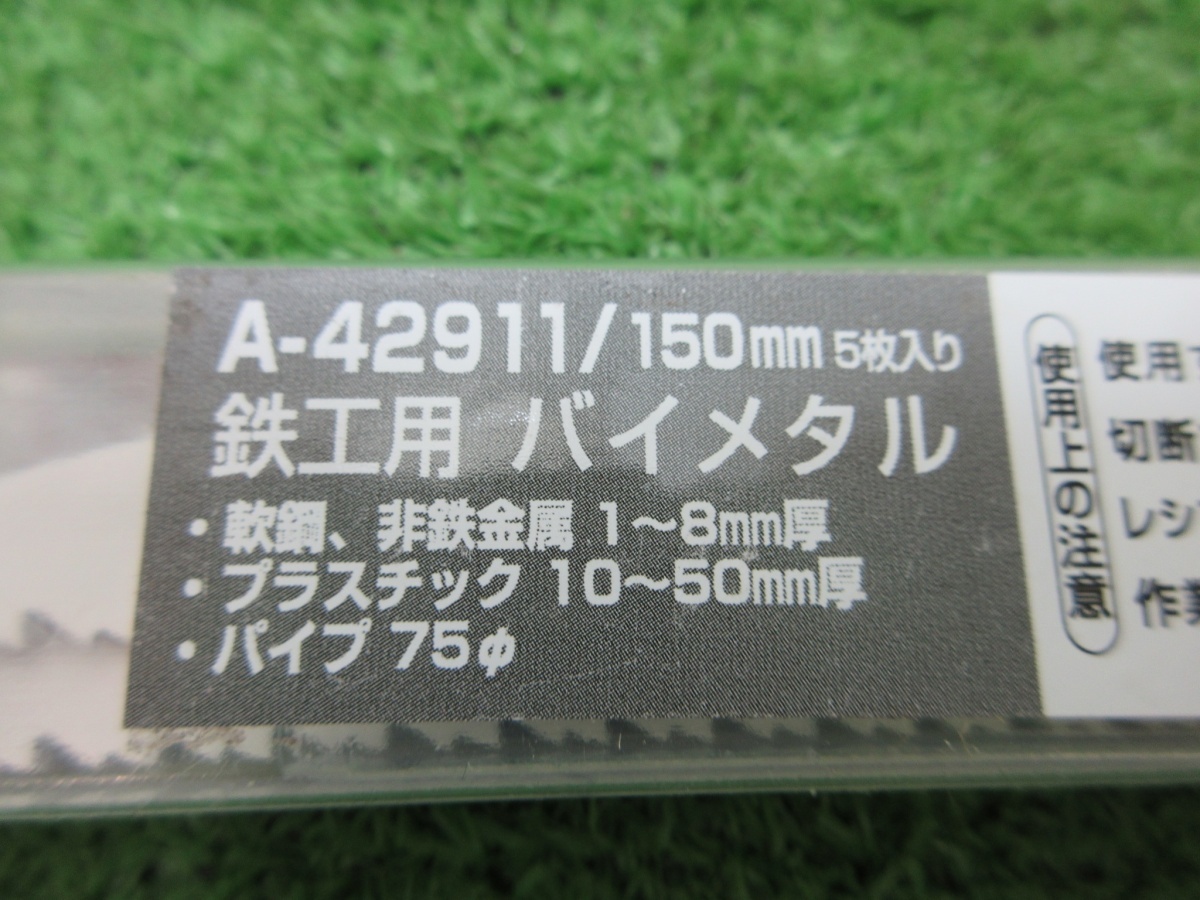 A-42911/150mm 5枚入り
鉄工用 バイメタル
・軟鋼、非鉄金属 1～8mm厚
・プラスチック 10～50mm厚
・パイプ 75φ
使用上の注意
使用
切断
レシ
作業